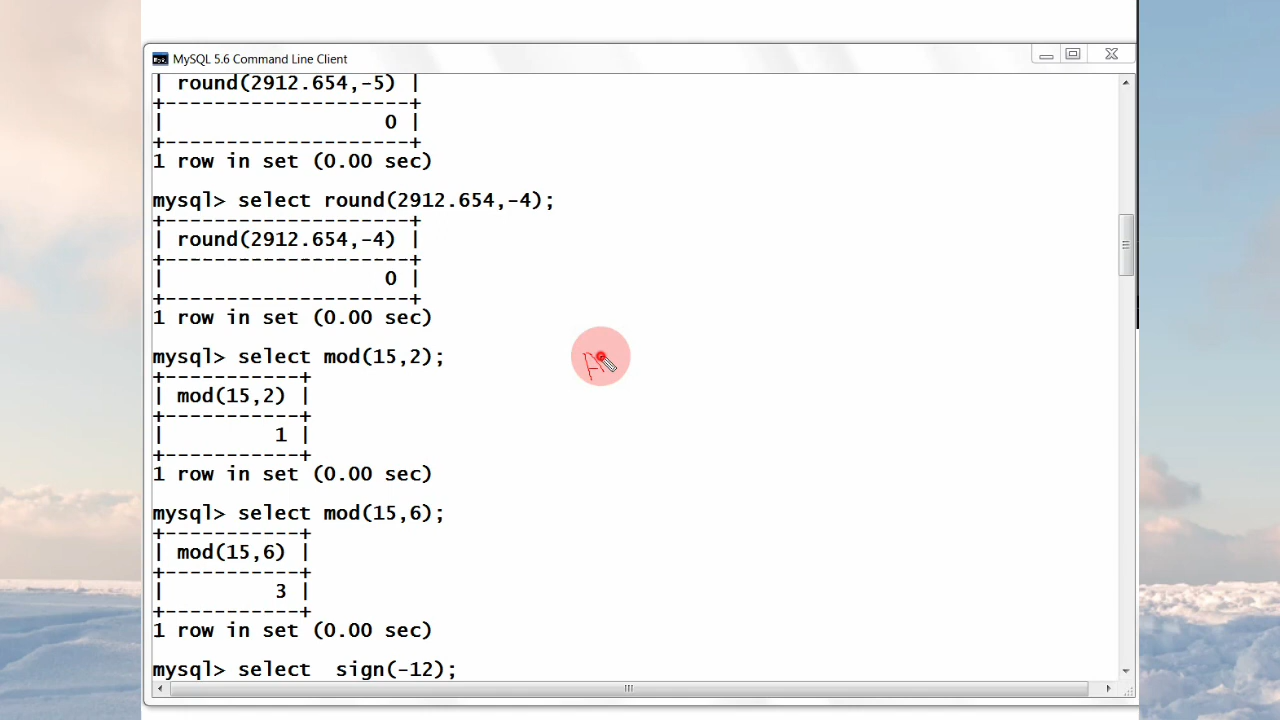 MySQL 5.6 Command Line Client
| round(2912.654,-5) |
+--------------------+
|                  0 |
+--------------------+
1 row in set (0.00 sec)
mysql> select round(2912.654,-4);
+--------------------+
| round(2912.654,-4) |
+--------------------+
|                  0 |
+--------------------+
1 row in set (0.00 sec)
mysql> select mod(15,2);
+-----------+
| mod(15,2) |
+-----------+
|         1 |
+-----------+
1 row in set (0.00 sec)
mysql> select mod(15,6);
+-----------+
| mod(15,6) |
+-----------+
|         3 |
+-----------+
1 row in set (0.00 sec)
mysql> select  sign(-12);